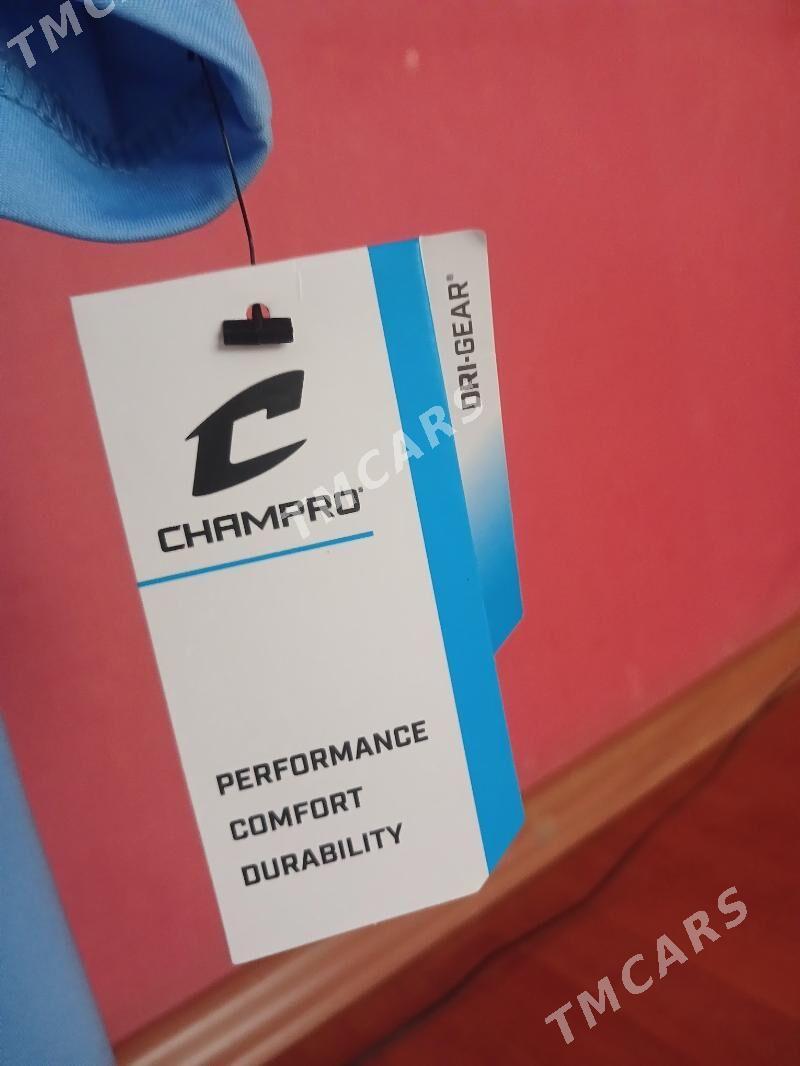 TMCARS
DRI-GEAR®
CHAMPRO
TMCARS
PERFORMANCE
COMFORT
DURABILITY
TMCARS